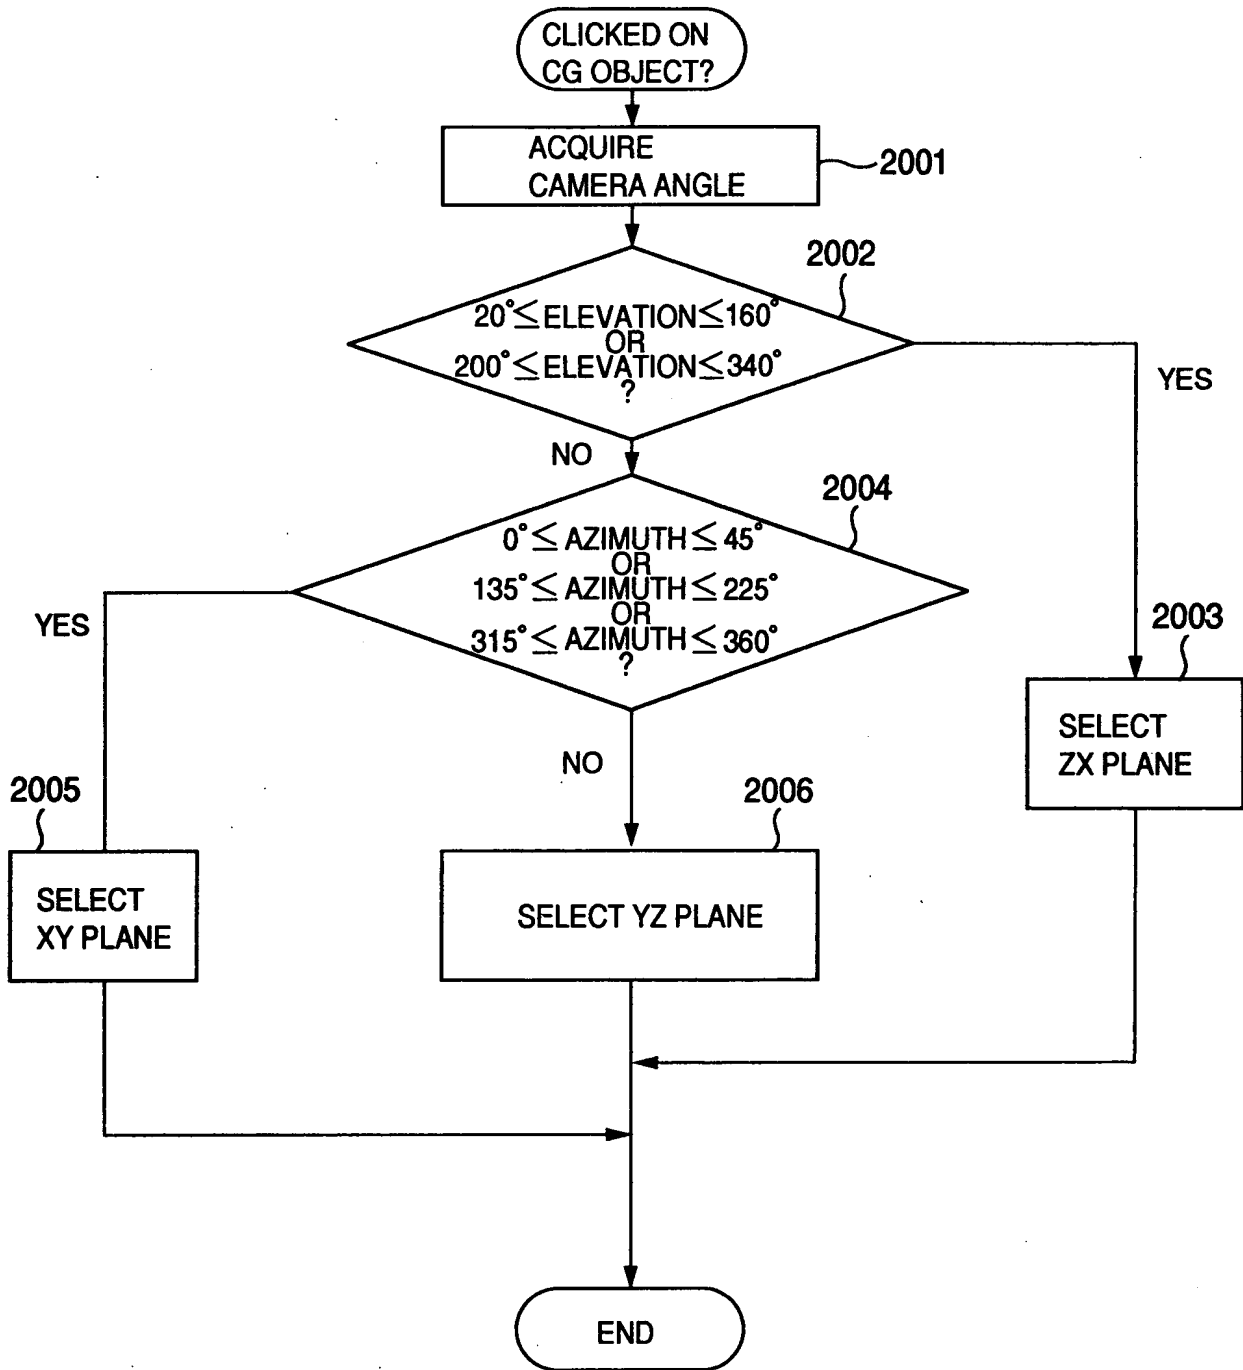 CLICKED ON
CG OBJECT?
ACQUIRE
CAMERA ANGLE
2001
2002
20°≤ELEVATION≤160°
OR
200°≤ELEVATION≤340°
?
YES
NO
2004
0°≤AZIMUTH≤45°
OR
135°≤AZIMUTH≤225°
OR
315°≤AZIMUTH≤360°
?
YES
2003
SELECT
ZX PLANE
NO
2005
SELECT
XY PLANE
2006
SELECT YZ PLANE
END